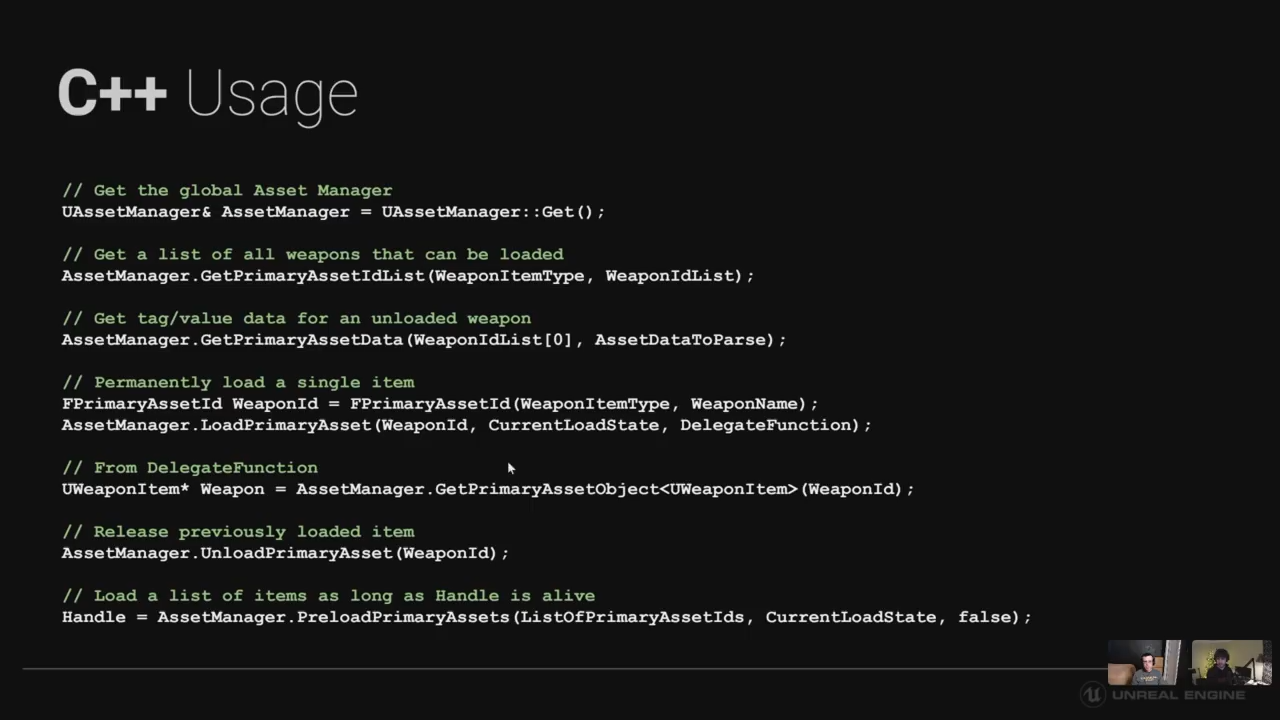 C++ Usage
// Get the global Asset Manager
UAssetManager& AssetManager = UAssetManager::Get();
// Get a list of all weapons that can be loaded
AssetManager.GetPrimaryAssetIdList(WeaponItemType, WeaponIdList);
// Get tag/value data for an unloaded weapon
AssetManager.GetPrimaryAssetData(WeaponIdList[0], AssetDataToParse);
// Permanently load a single item
FPrimaryAssetId WeaponId = FPrimaryAssetId(WeaponItemType, WeaponName);
AssetManager.LoadPrimaryAsset(WeaponId, CurrentLoadState, DelegateFunction);
// From DelegateFunction
UWeaponItem* Weapon = AssetManager.GetPrimaryAssetObject<UWeaponItem>(WeaponId);
// Release previously loaded item
AssetManager.UnloadPrimaryAsset(WeaponId);
// Load a list of items as long as Handle is alive
Handle = AssetManager.PreloadPrimaryAssets(ListOfPrimaryAssetIds, CurrentLoadState, false);
UNREAL ENGINE